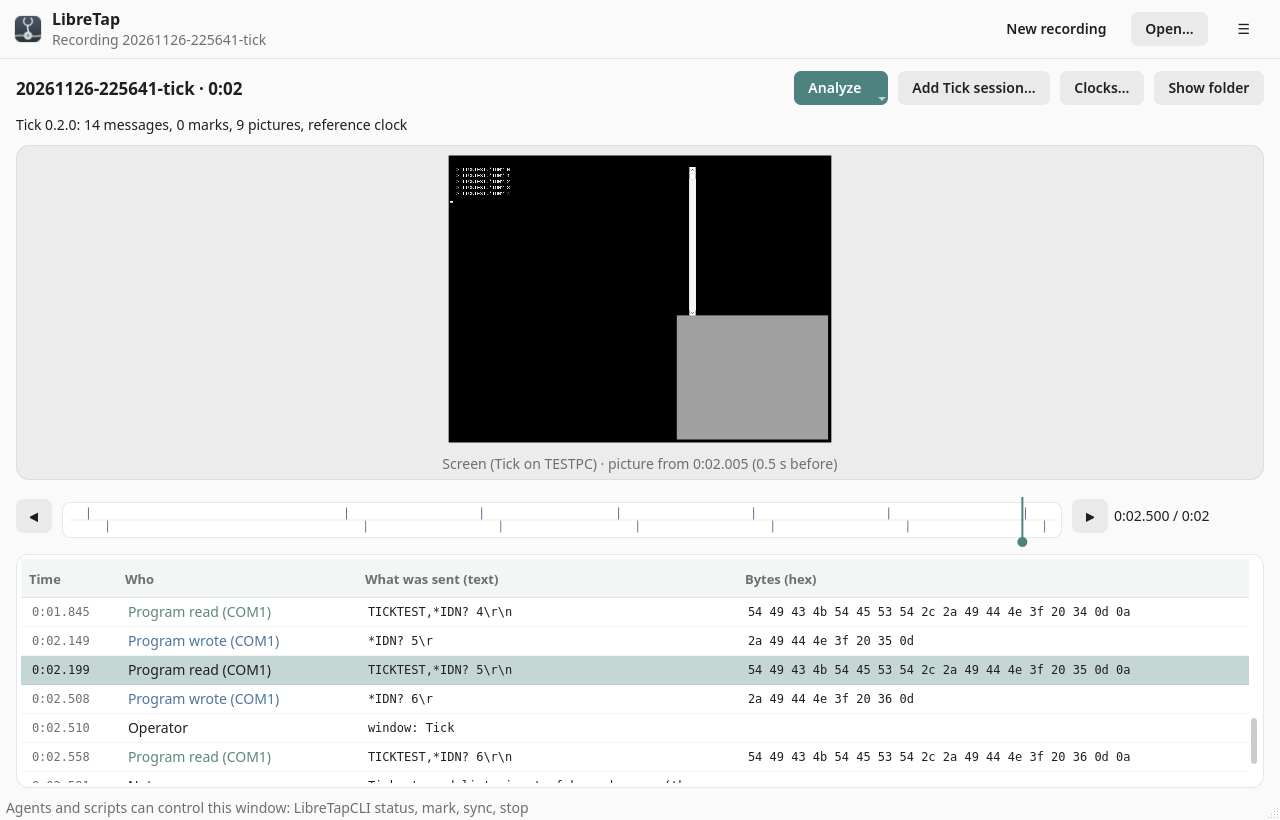 LibreTap
Recording 20261126-225641-tick
New recording
Open...
☰
20261126-225641-tick · 0:02
Analyze
Add Tick session...
Clocks...
Show folder
Tick 0.2.0: 14 messages, 0 marks, 9 pictures, reference clock
Screen (Tick on TESTPC) · picture from 0:02.005 (0.5 s before)
0:02.500 / 0:02
Time Who What was sent (text) Bytes (hex)
0:01.845 Program read (COM1) TICKTEST,*IDN? 4\r\n 54 49 43 4b 54 45 53 54 2c 2a 49 44 4e 3f 20 34 0d 0a
0:02.149 Program wrote (COM1) *IDN? 5\r 2a 49 44 4e 3f 20 35 0d
0:02.199 Program read (COM1) TICKTEST,*IDN? 5\r\n 54 49 43 4b 54 45 53 54 2c 2a 49 44 4e 3f 20 35 0d 0a
0:02.508 Program wrote (COM1) *IDN? 6\r 2a 49 44 4e 3f 20 36 0d
0:02.510 Operator window: Tick
0:02.558 Program read (COM1) TICKTEST,*IDN? 6\r\n 54 49 43 4b 54 45 53 54 2c 2a 49 44 4e 3f 20 36 0d 0a
Agents and scripts can control this window: LibreTapCLI status, mark, sync, stop